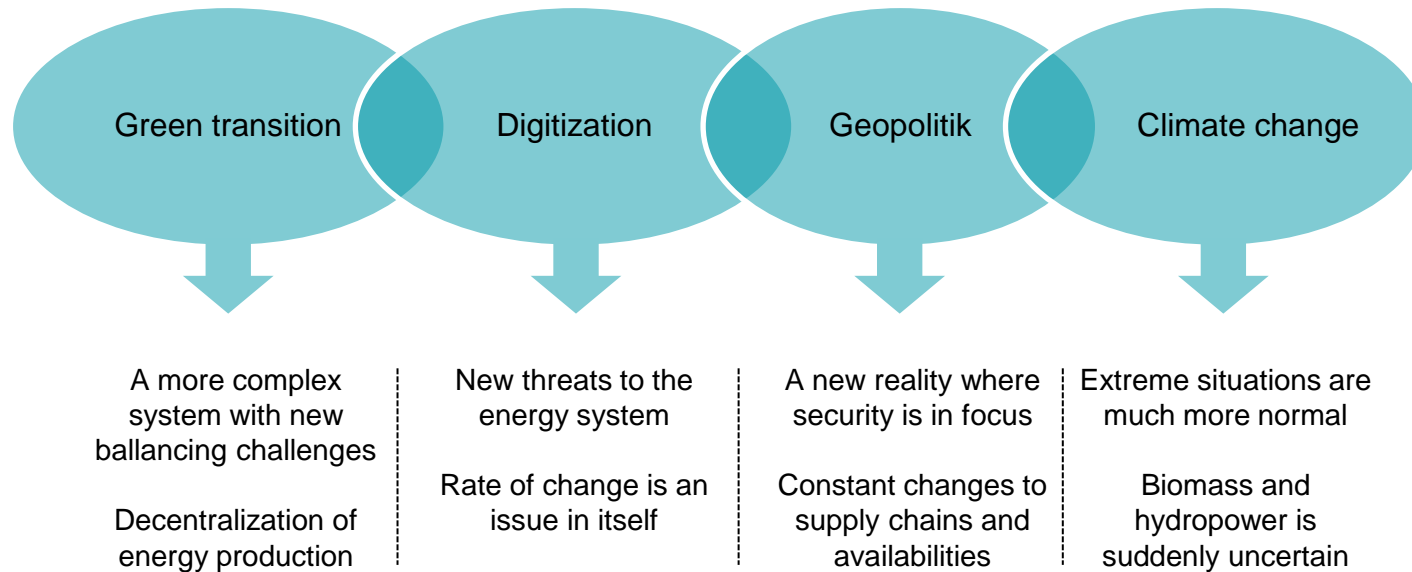 Green transition
Digitization
Geopolitik
Climate change
A more complex
system with new
ballancing challenges
Decentralization of
energy production
New threats to the
energy system
Rate of change is an
issue in itself
A new reality where
security is in focus
Constant changes to
supply chains and
availabilities
Extreme situations are
much more normal
Biomass and
hydropower is
suddenly uncertain